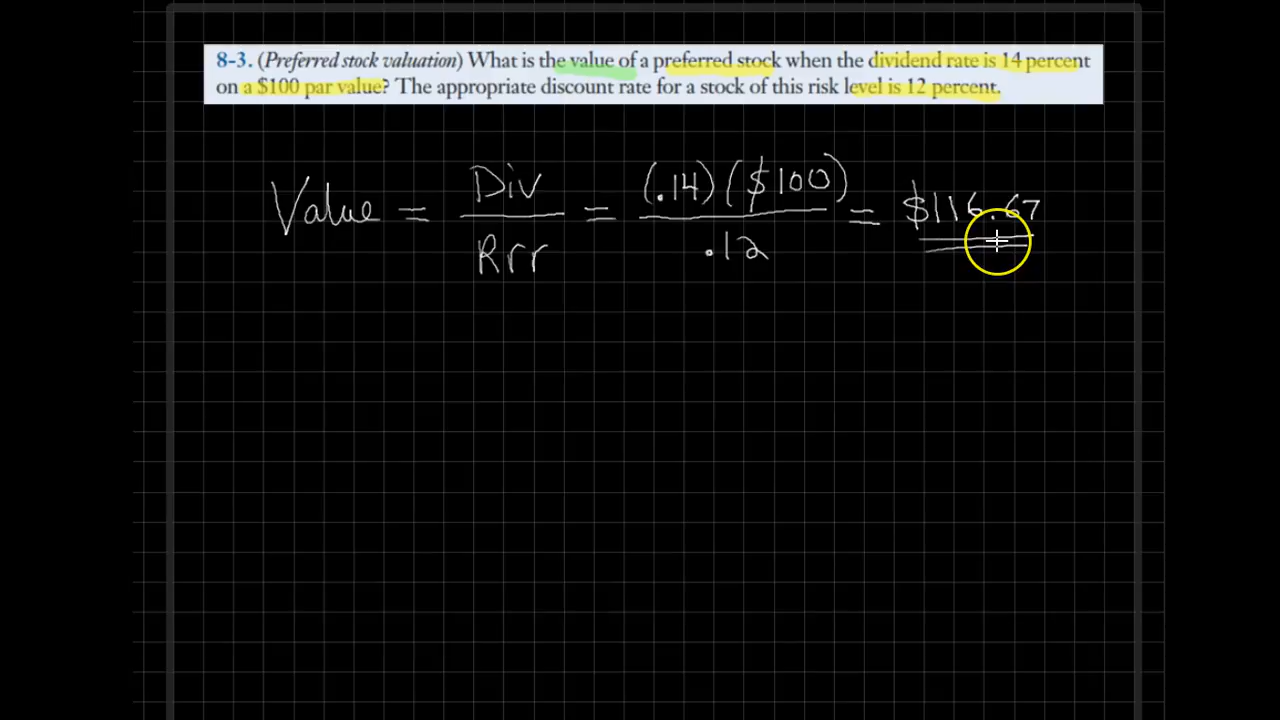 8-3. (Preferred stock valuation) What is the value of a preferred stock when the dividend rate is 14 percent
on a $100 par value? The appropriate discount rate for a stock of this risk level is 12 percent.
Value = Div / Rrr = (.14)($100) / .12 = $116.67